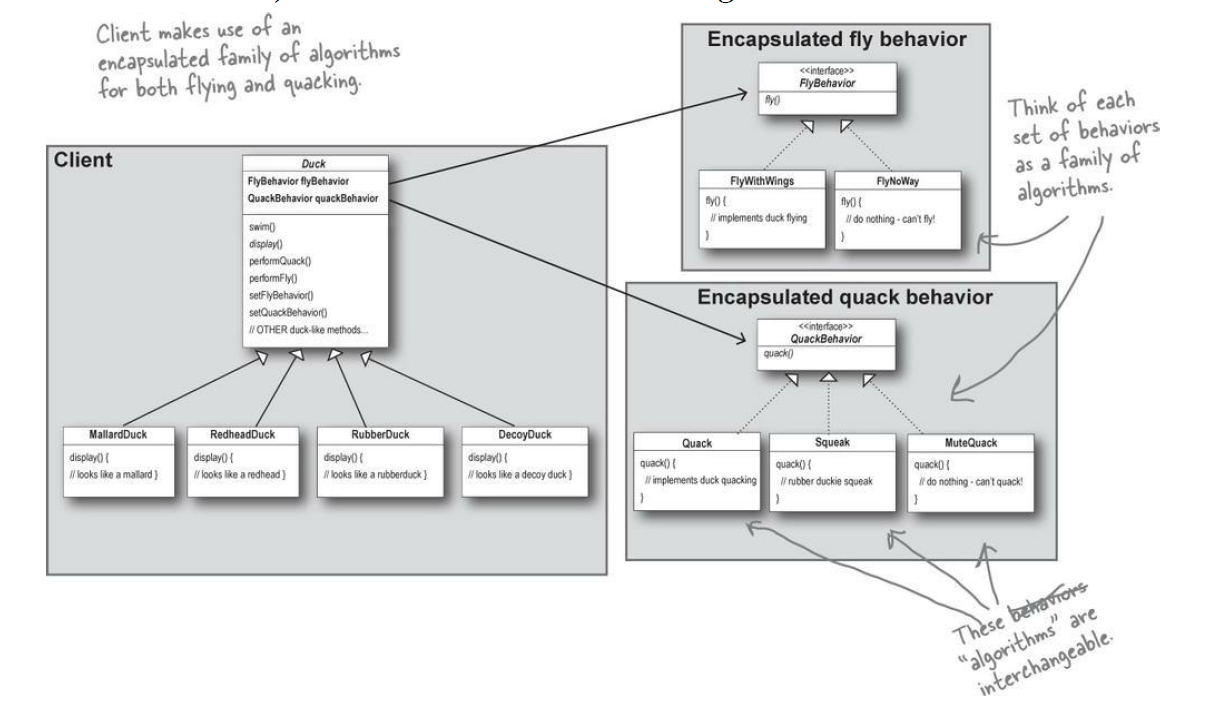 Client makes use of an
encapsulated family of algorithms
for both flying and quacking.
Client
Duck
FlyBehavior flyBehavior
QuackBehavior quackBehavior
swim()
display()
performQuack()
performFly()
setFlyBehavior()
setQuackBehavior()
// OTHER duck-like methods...
MallardDuck
display() {
// looks like a mallard }
RedheadDuck
display() {
// looks like a redhead }
RubberDuck
display() {
// looks like a rubberduck }
DecoyDuck
display() {
// looks like a decoy duck }
Encapsulated fly behavior
<<interface>>
FlyBehavior
fly()
FlyWithWings
fly() {
// implements duck flying
}
FlyNoWay
fly() {
// do nothing - can't fly!
}
Think of each
set of behaviors
as a family of
algorithms.
Encapsulated quack behavior
<<interface>>
QuackBehavior
quack()
Quack
quack() {
// implements duck quacking
}
Squeak
quack() {
// rubber duckie squeak
}
MuteQuack
quack() {
// do nothing - can't quack!
}
These behaviors
"algorithms" are
interchangeable.